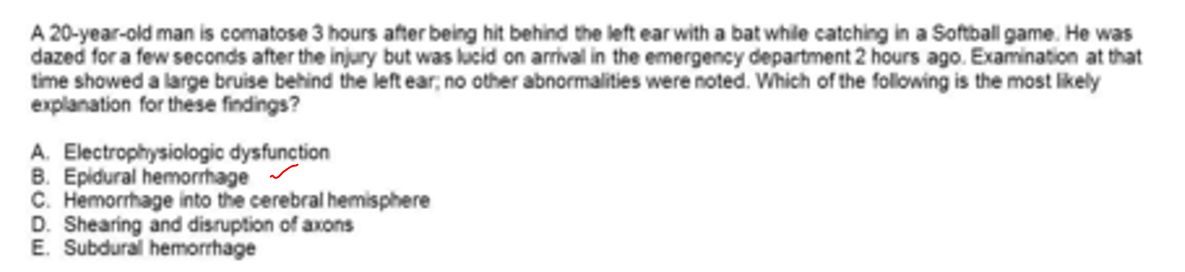 A 20-year-old man is comatose 3 hours after being hit behind the left ear with a bat while catching in a Softball game. He was
dazed for a few seconds after the injury but was lucid on arrival in the emergency department 2 hours ago. Examination at that
time showed a large bruise behind the left ear; no other abnormalities were noted. Which of the following is the most likely
explanation for these findings?
A. Electrophysiologic dysfunction
B. Epidural hemorrhage
C. Hemorrhage into the cerebral hemisphere
D. Shearing and disruption of axons
E. Subdural hemorrhage